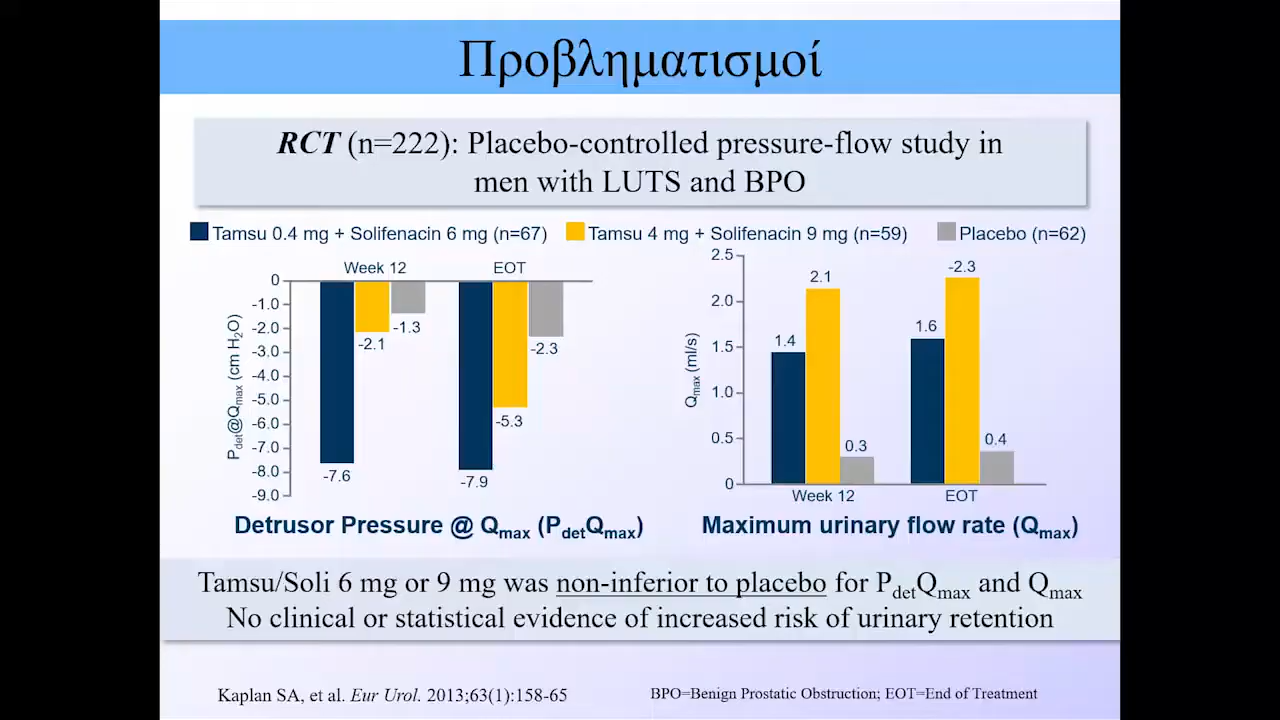 Προβληματισμοί
RCT (n=222): Placebo-controlled pressure-flow study in
men with LUTS and BPO
Tamsu 0.4 mg + Solifenacin 6 mg (n=67)
Tamsu 4 mg + Solifenacin 9 mg (n=59)
Placebo (n=62)
Week 12
EOT
0
-1.0
-2.0
-3.0
-4.0
-5.0
-6.0
-7.0
-8.0
-9.0
Pdet@Qmax (cm H2O)
-7.6
-2.1
-1.3
-7.9
-5.3
-2.3
Detrusor Pressure @ Qmax (PdetQmax)
2.5
2.0
1.5
1.0
0.5
0
Qmax (ml/s)
1.4
2.1
0.3
1.6
-2.3
0.4
Week 12
EOT
Maximum urinary flow rate (Qmax)
Tamsu/Soli 6 mg or 9 mg was non-inferior to placebo for PdetQmax and Qmax
No clinical or statistical evidence of increased risk of urinary retention
Kaplan SA, et al. Eur Urol. 2013;63(1):158-65
BPO=Benign Prostatic Obstruction; EOT=End of Treatment